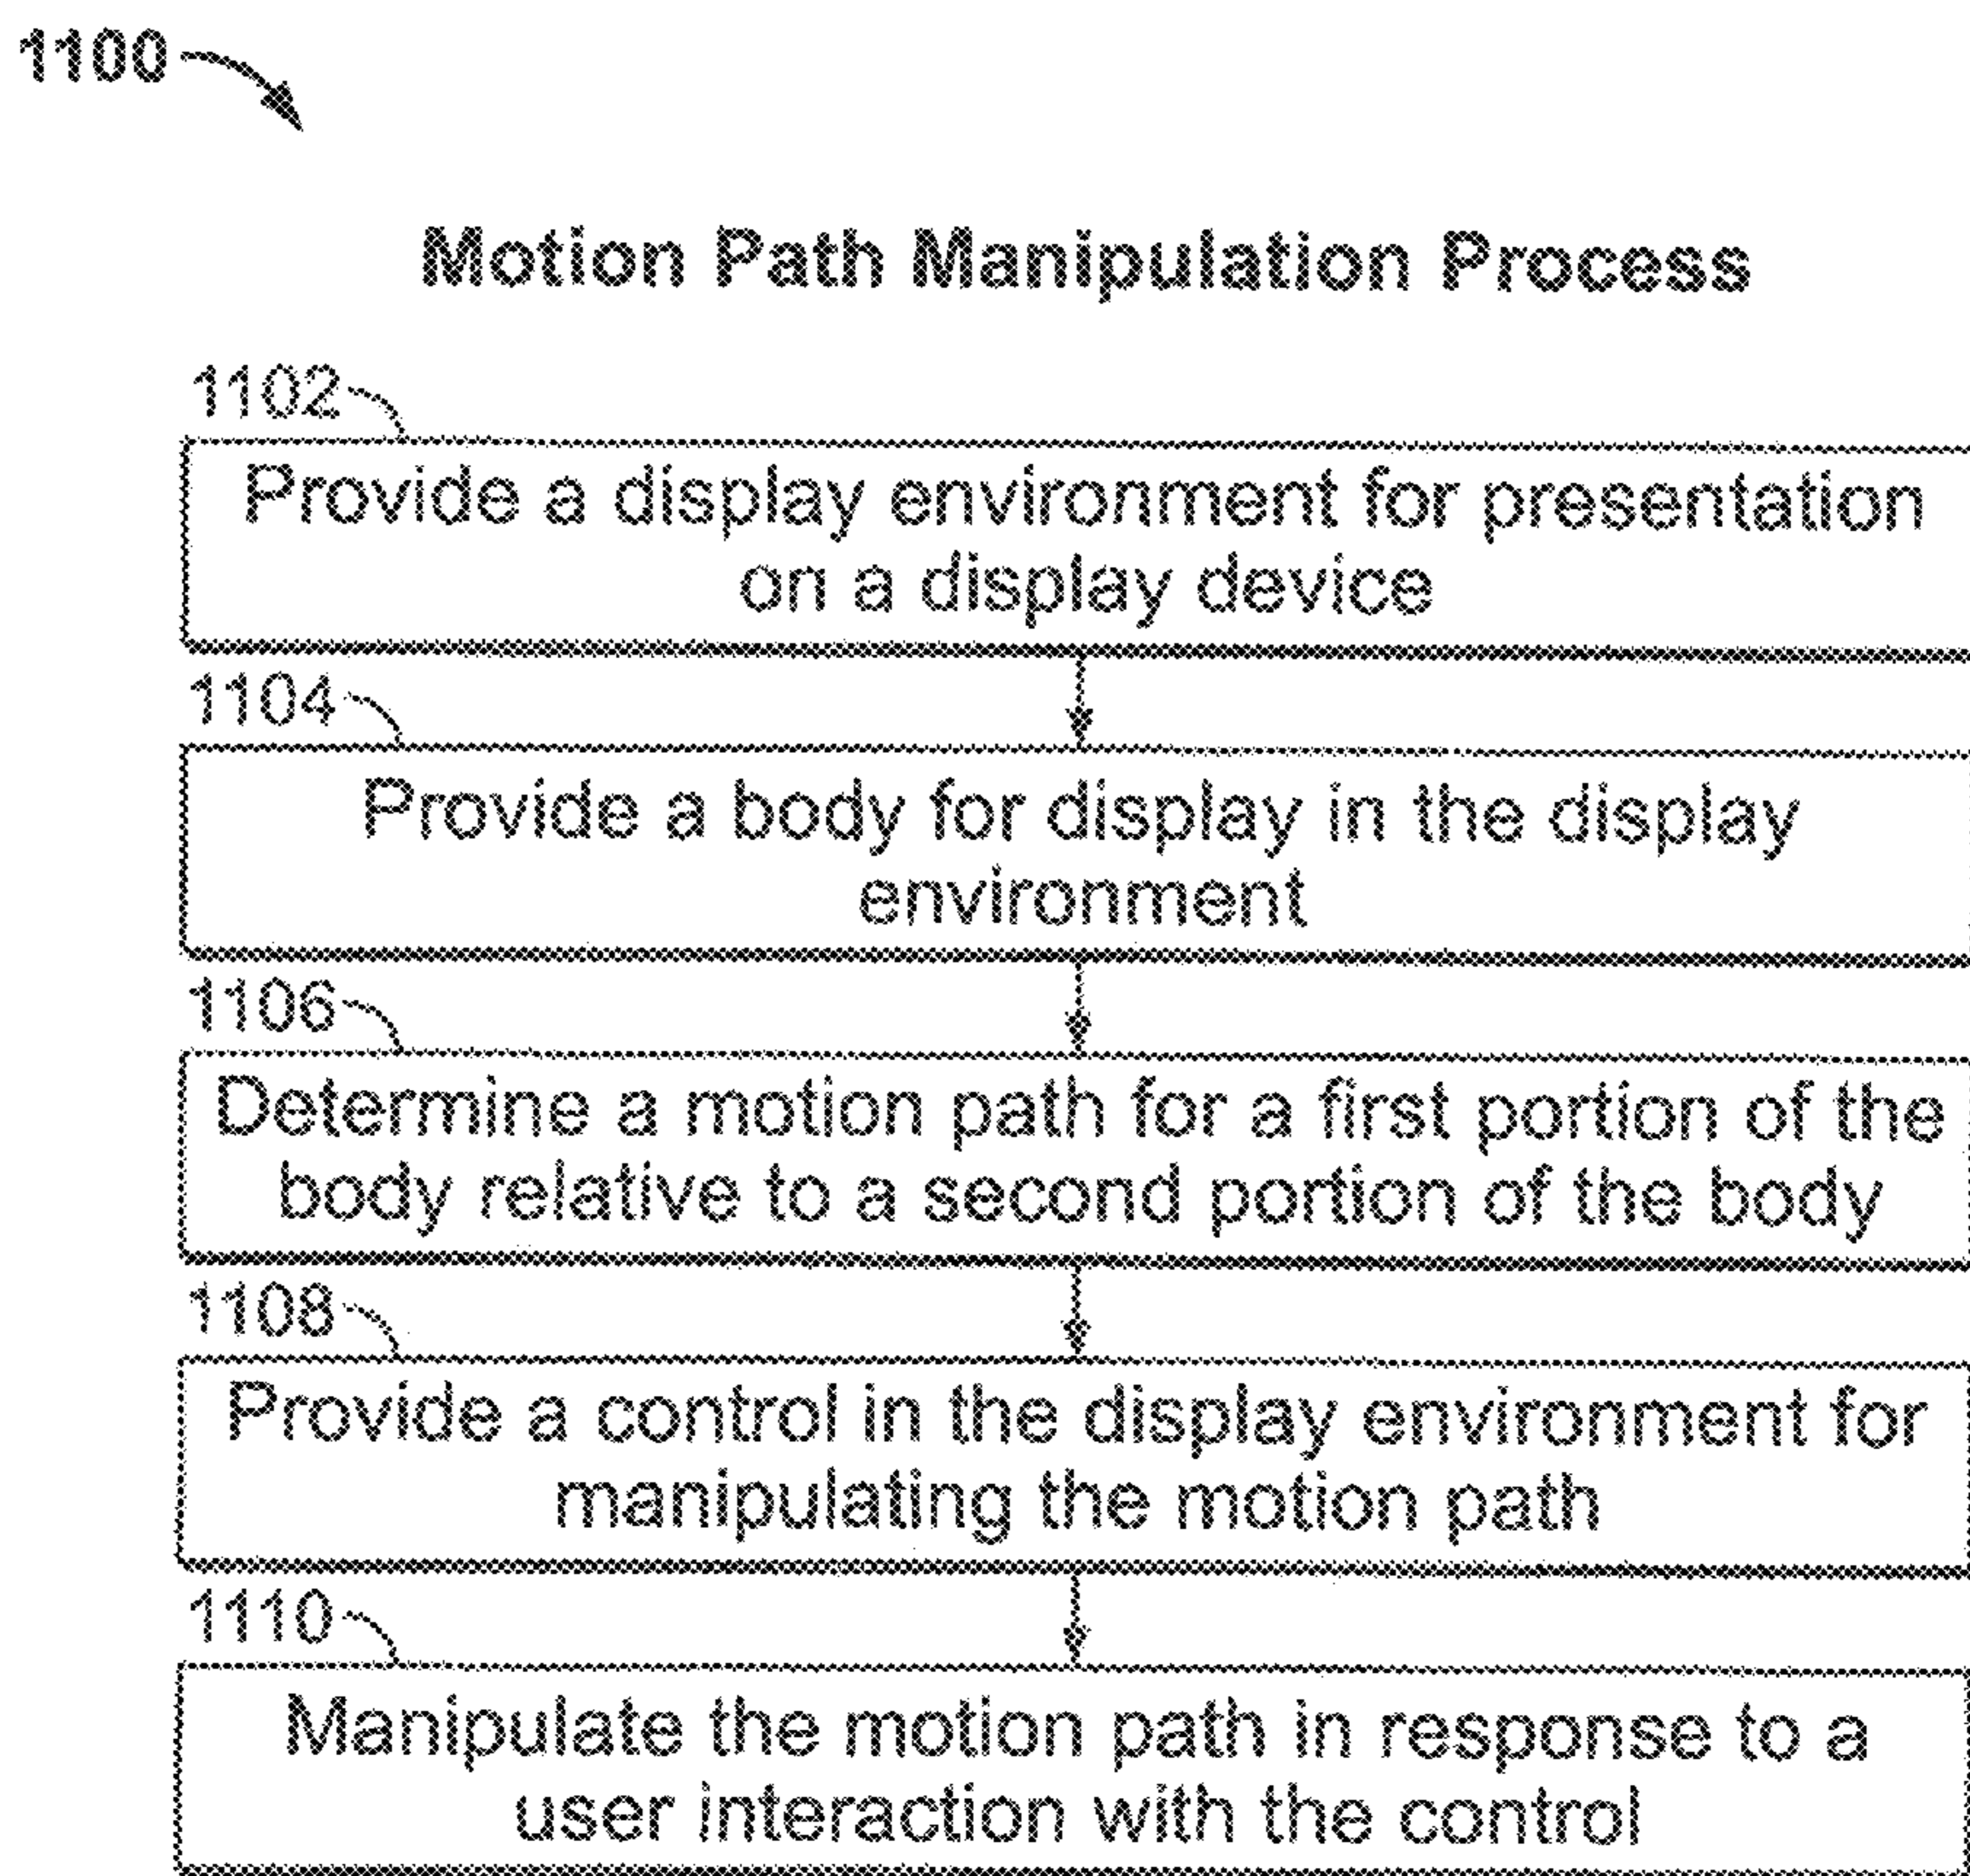 1100
Motion Path Manipulation Process
1102
Provide a display environment for presentation
on a display device
1104
Provide a body for display in the display
environment
1106
Determine a motion path for a first portion of the
body relative to a second portion of the body
1108
Provide a control in the display environment for
manipulating the motion path
1110
Manipulate the motion path in response to a
user interaction with the control